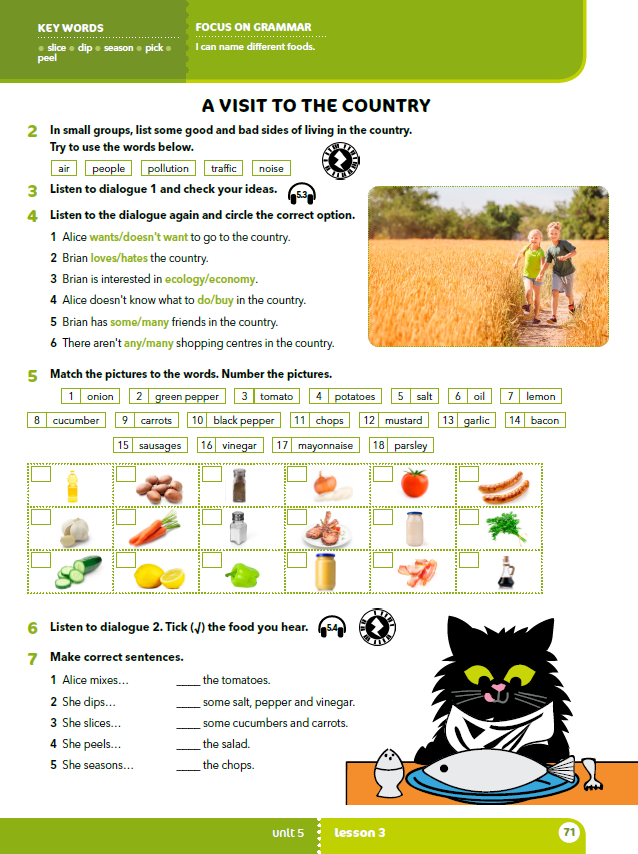 KEY WORDS
● slice ● dip ● season ● pick ●
peel
FOCUS ON GRAMMAR
I can name different foods.
A VISIT TO THE COUNTRY
2 In small groups, list some good and bad sides of living in the country.
Try to use the words below.
air people pollution traffic noise
3 Listen to dialogue 1 and check your ideas. 5.3
4 Listen to the dialogue again and circle the correct option.
1 Alice wants/doesn't want to go to the country.
2 Brian loves/hates the country.
3 Brian is interested in ecology/economy.
4 Alice doesn't know what to do/buy in the country.
5 Brian has some/many friends in the country.
6 There aren't any/many shopping centres in the country.
5 Match the pictures to the words. Number the pictures.
1 onion 2 green pepper 3 tomato 4 potatoes 5 salt 6 oil 7 lemon
8 cucumber 9 carrots 10 black pepper 11 chops 12 mustard 13 garlic 14 bacon
15 sausages 16 vinegar 17 mayonnaise 18 parsley
6 Listen to dialogue 2. Tick (√) the food you hear. 5.4
7 Make correct sentences.
1 Alice mixes… ____ the tomatoes.
2 She dips… ____ some salt, pepper and vinegar.
3 She slices… ____ some cucumbers and carrots.
4 She peels… ____ the salad.
5 She seasons… ____ the chops.
unit 5 lesson 3 71